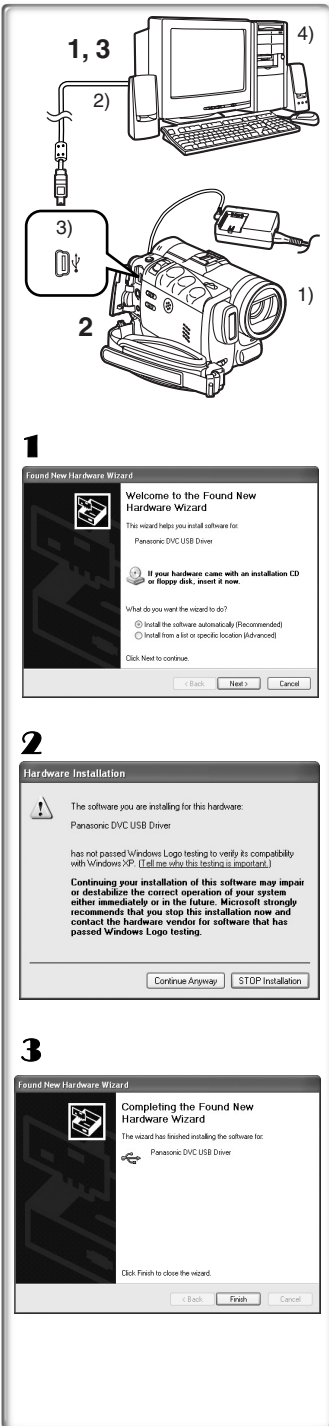 1, 3
4)
2)
3)
1)
2
1
Found New Hardware Wizard
Welcome to the Found New
Hardware Wizard
This wizard helps you install software for:
Panasonic DVC USB Driver
If your hardware came with an installation CD
or floppy disk, insert it now.
What do you want the wizard to do?
Install the software automatically (Recommended)
Install from a list or specific location (Advanced)
Click Next to continue.
< Back
Next >
Cancel
2
Hardware Installation
The software you are installing for this hardware:
Panasonic DVC USB Driver
has not passed Windows Logo testing to verify its compatibility
with Windows XP. (Tell me why this testing is important.)
Continuing your installation of this software may impair
or destabilize the correct operation of your system
either immediately or in the future. Microsoft strongly
recommends that you stop this installation now and
contact the hardware vendor for software that has
passed Windows Logo testing.
Continue Anyway
STOP Installation
3
Found New Hardware Wizard
Completing the Found New
Hardware Wizard
The wizard has finished installing the software for:
Panasonic DVC USB Driver
Click Finish to close the wizard.
< Back
Finish
Cancel